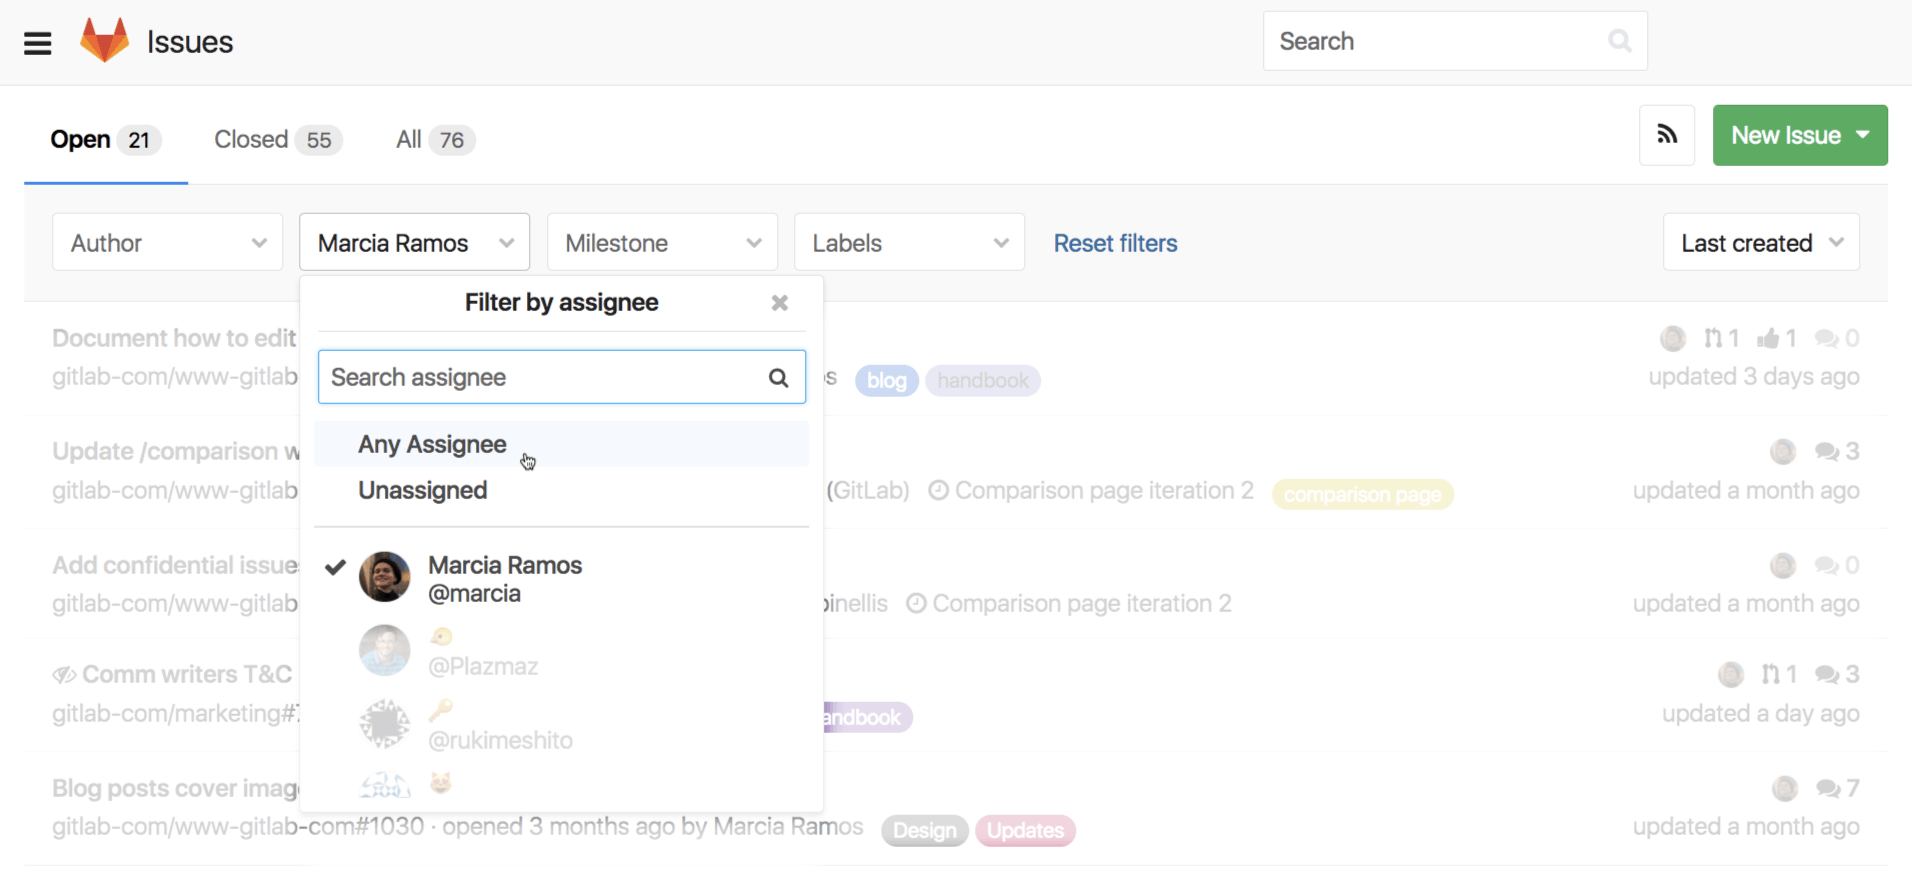 Issues
Search
Open 21
Closed 55
All 76
New Issue
Author
Marcia Ramos
Milestone
Labels
Reset filters
Last created
Filter by assignee
Search assignee
Any Assignee
Unassigned
Marcia Ramos
@marcia
@Plazmaz
@rukimeshito
Document how to edit
1 1 0
gitlab-com/www-gitlab
blog handbook
updated 3 days ago
Update /comparison
3
gitlab-com/www-gitlab
(GitLab) Comparison page iteration 2 comparison page
updated a month ago
Add confidential
0
gitlab-com/www-gitlab
Comparison page iteration 2
updated a month ago
Comm writers T&C
1 3
gitlab-com/marketing#
updated a day ago
Blog posts cover
7
gitlab-com/www-gitlab-com#1030 · opened 3 months ago by Marcia Ramos Design Updates
updated a month ago